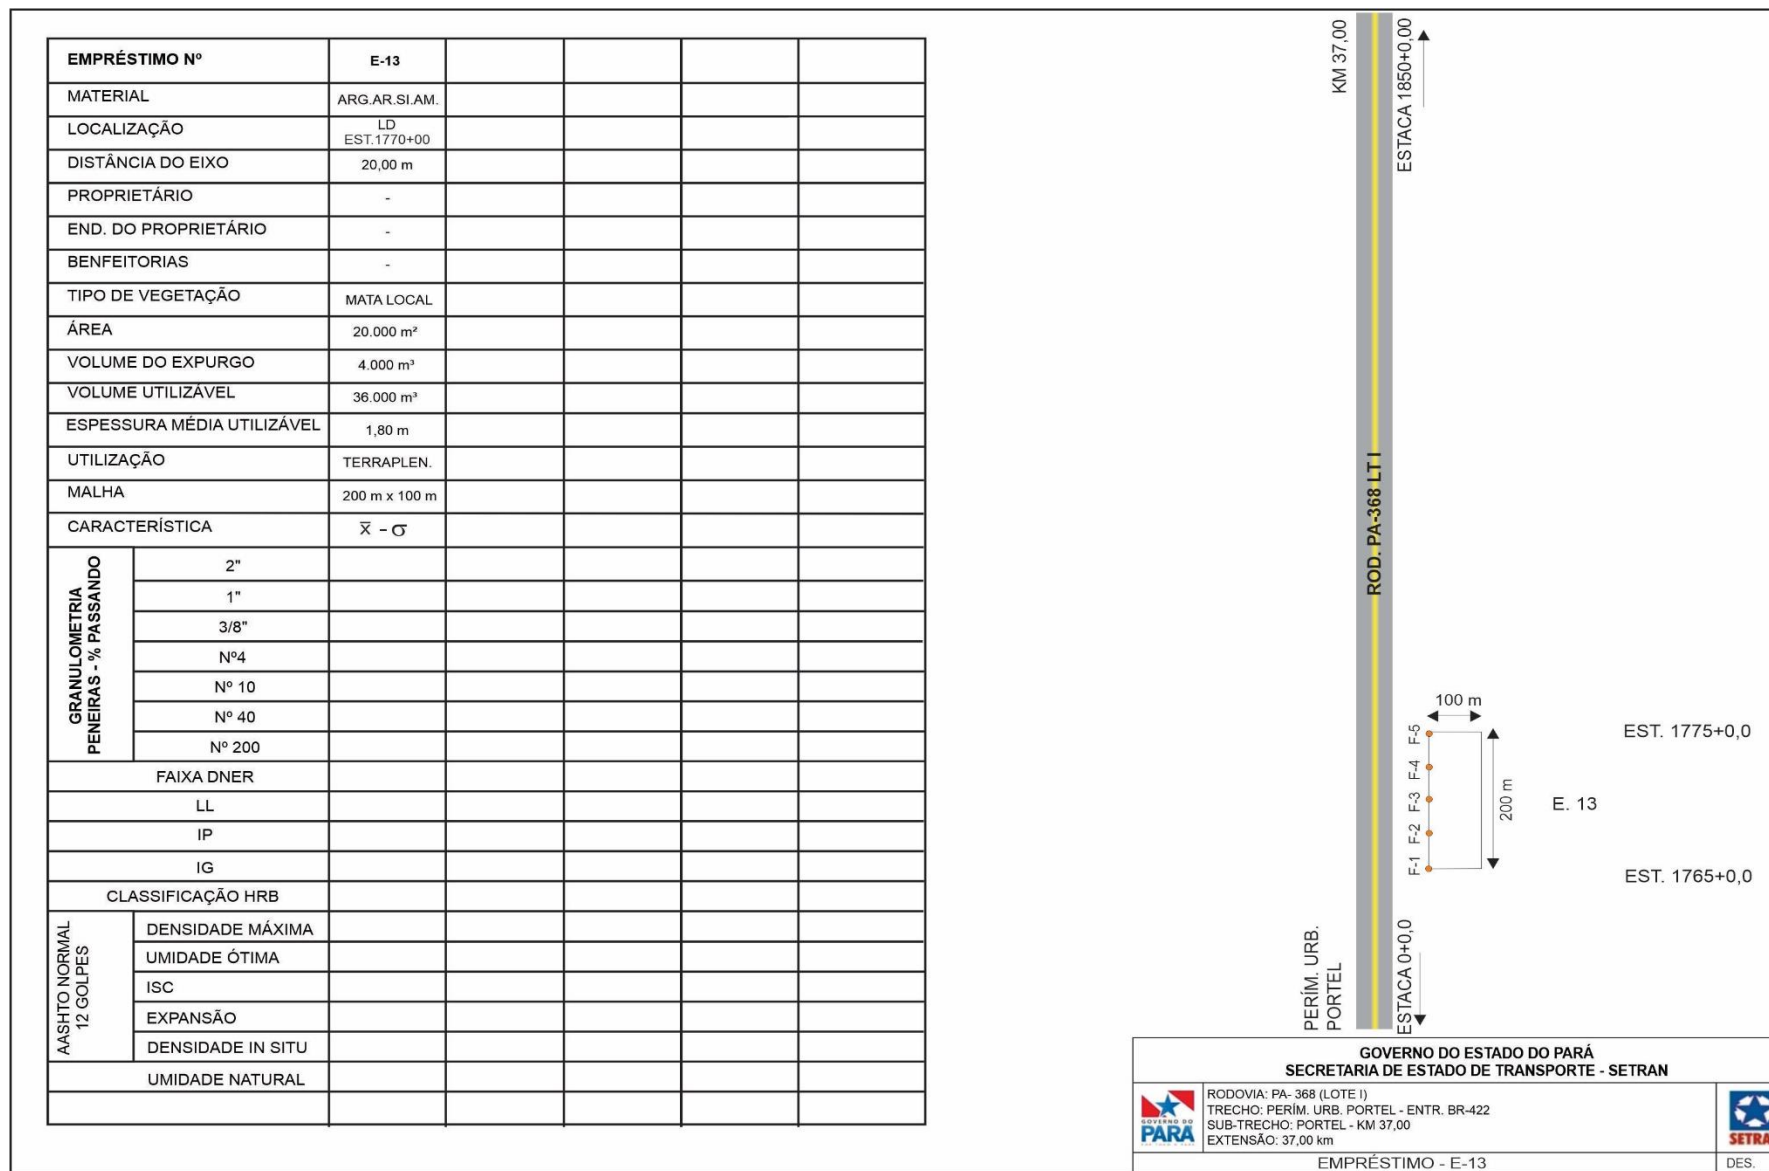 EMPRÉSTIMO Nº E-13
MATERIAL ARG.AR.SI.AM.
LOCALIZAÇÃO LD
EST.1770+00
DISTÂNCIA DO EIXO 20,00 m
PROPRIETÁRIO -
END. DO PROPRIETÁRIO -
BENFEITORIAS -
TIPO DE VEGETAÇÃO MATA LOCAL
ÁREA 20.000 m²
VOLUME DO EXPURGO 4.000 m³
VOLUME UTILIZÁVEL 36.000 m³
ESPESSURA MÉDIA UTILIZÁVEL 1,80 m
UTILIZAÇÃO TERRAPLEN.
MALHA 200 m x 100 m
CARACTERÍSTICA x̅ - σ
GRANULOMETRIA
PENEIRAS - % PASSANDO
2"
1"
3/8"
Nº4
Nº 10
Nº 40
Nº 200
FAIXA DNER
LL
IP
IG
CLASSIFICAÇÃO HRB
AASHTO NORMAL
12 GOLPES
DENSIDADE MÁXIMA
UMIDADE ÓTIMA
ISC
EXPANSÃO
DENSIDADE IN SITU
UMIDADE NATURAL
KM 37,00
ESTACA 1850+0,00
ROD. PA-368 LT I
100 m
F-5
F-4
F-3
F-2
F-1
200 m
EST. 1775+0,0
E. 13
EST. 1765+0,0
PERÍM. URB.
PORTEL
ESTACA 0+0,0
GOVERNO DO ESTADO DO PARÁ
SECRETARIA DE ESTADO DE TRANSPORTE - SETRAN
GOVERNO DO
PARÁ
RODOVIA: PA- 368 (LOTE I)
TRECHO: PERÍM. URB. PORTEL - ENTR. BR-422
SUB-TRECHO: PORTEL - KM 37,00
EXTENSÃO: 37,00 km
SETRA
EMPRÉSTIMO - E-13
DES.